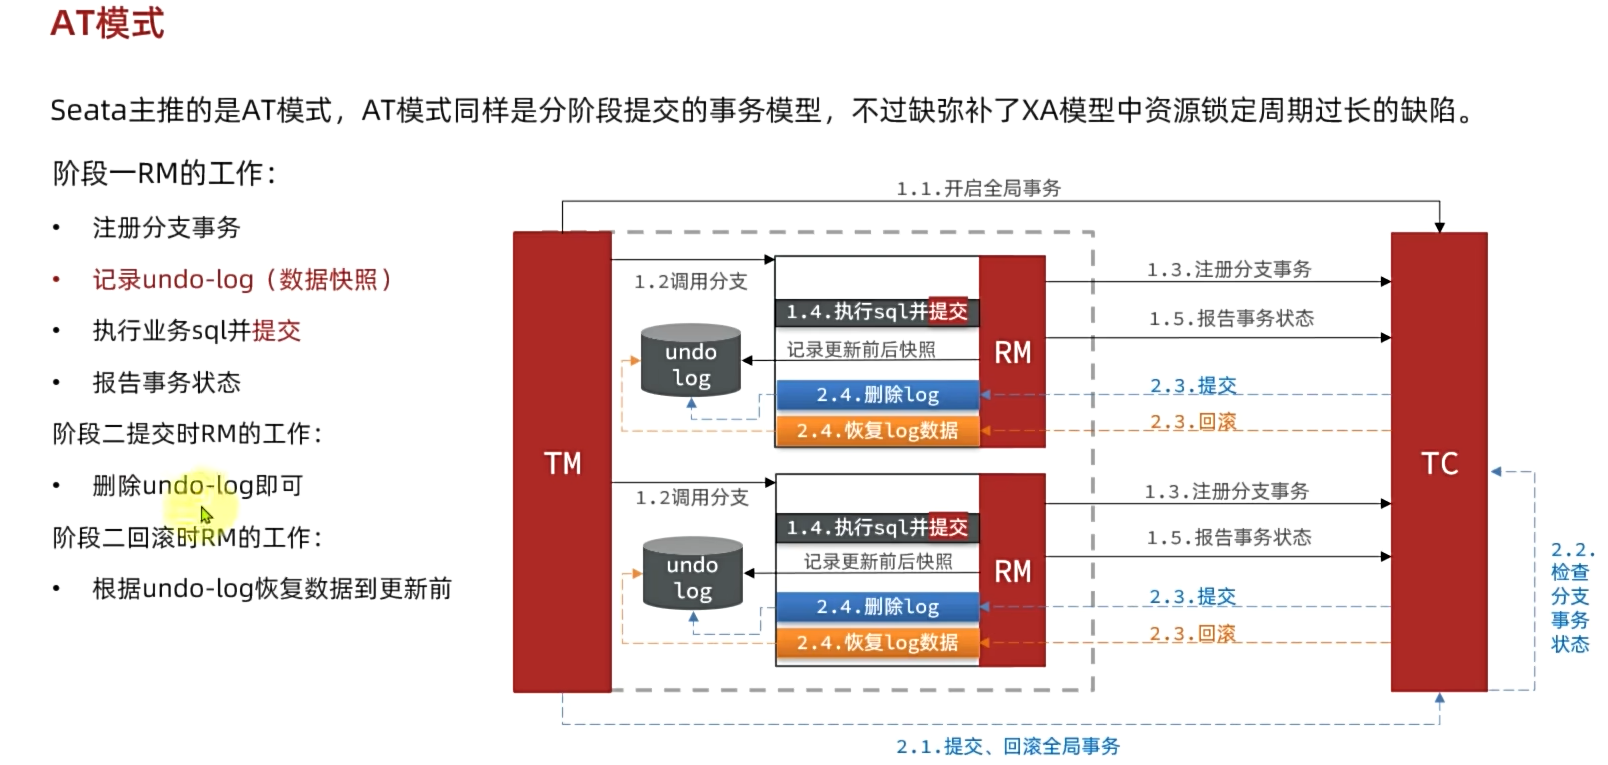 AT模式
Seata主推的是AT模式，AT模式同样是分阶段提交的事务模型，不过缺弥补了XA模型中资源锁定周期过长的缺陷。
阶段一RM的工作：
• 注册分支事务
• 记录undo-log（数据快照）
• 执行业务sql并提交
• 报告事务状态
阶段二提交时RM的工作：
• 删除undo-log即可
阶段二回滚时RM的工作：
• 根据undo-log恢复数据到更新前
1.1.开启全局事务
TM
1.2调用分支
1.4.执行sql并提交
记录更新前后快照
undo
log
2.4.删除log
2.4.恢复log数据
RM
1.3.注册分支事务
1.5.报告事务状态
2.3.提交
2.3.回滚
1.2调用分支
1.4.执行sql并提交
记录更新前后快照
undo
log
2.4.删除log
2.4.恢复log数据
RM
1.3.注册分支事务
1.5.报告事务状态
2.3.提交
2.3.回滚
TC
2.2.
检查
分支
事务
状态
2.1.提交、回滚全局事务